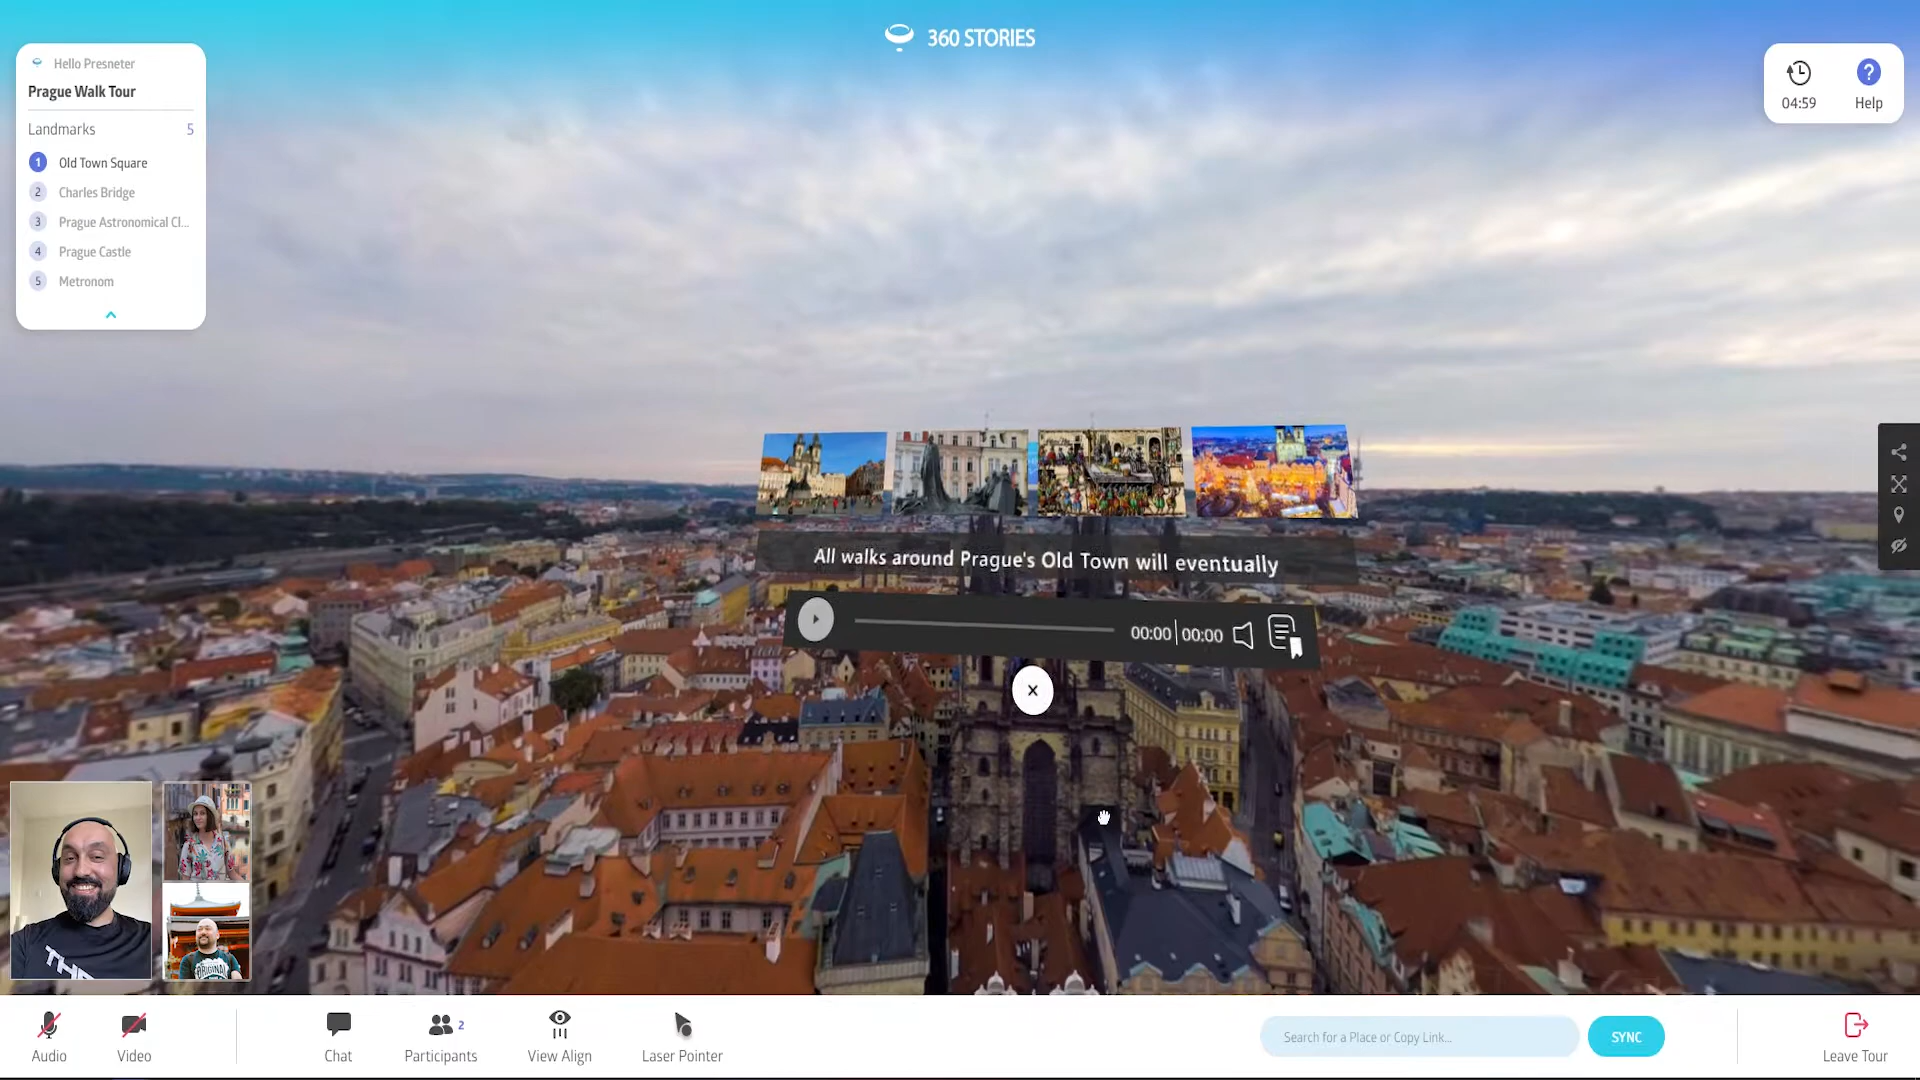 360 STORIES
Hello Presneter
Prague Walk Tour
Landmarks 5
1 Old Town Square
2 Charles Bridge
3 Prague Astronomical Cl...
4 Prague Castle
5 Metronom
04:59
? Help
All walks around Prague's Old Town will eventually
00:00 | 00:00
ORIGINAL
Audio
Video
Chat
2
Participants
View Align
Laser Pointer
Search for a Place or Copy Link...
SYNC
Leave Tour